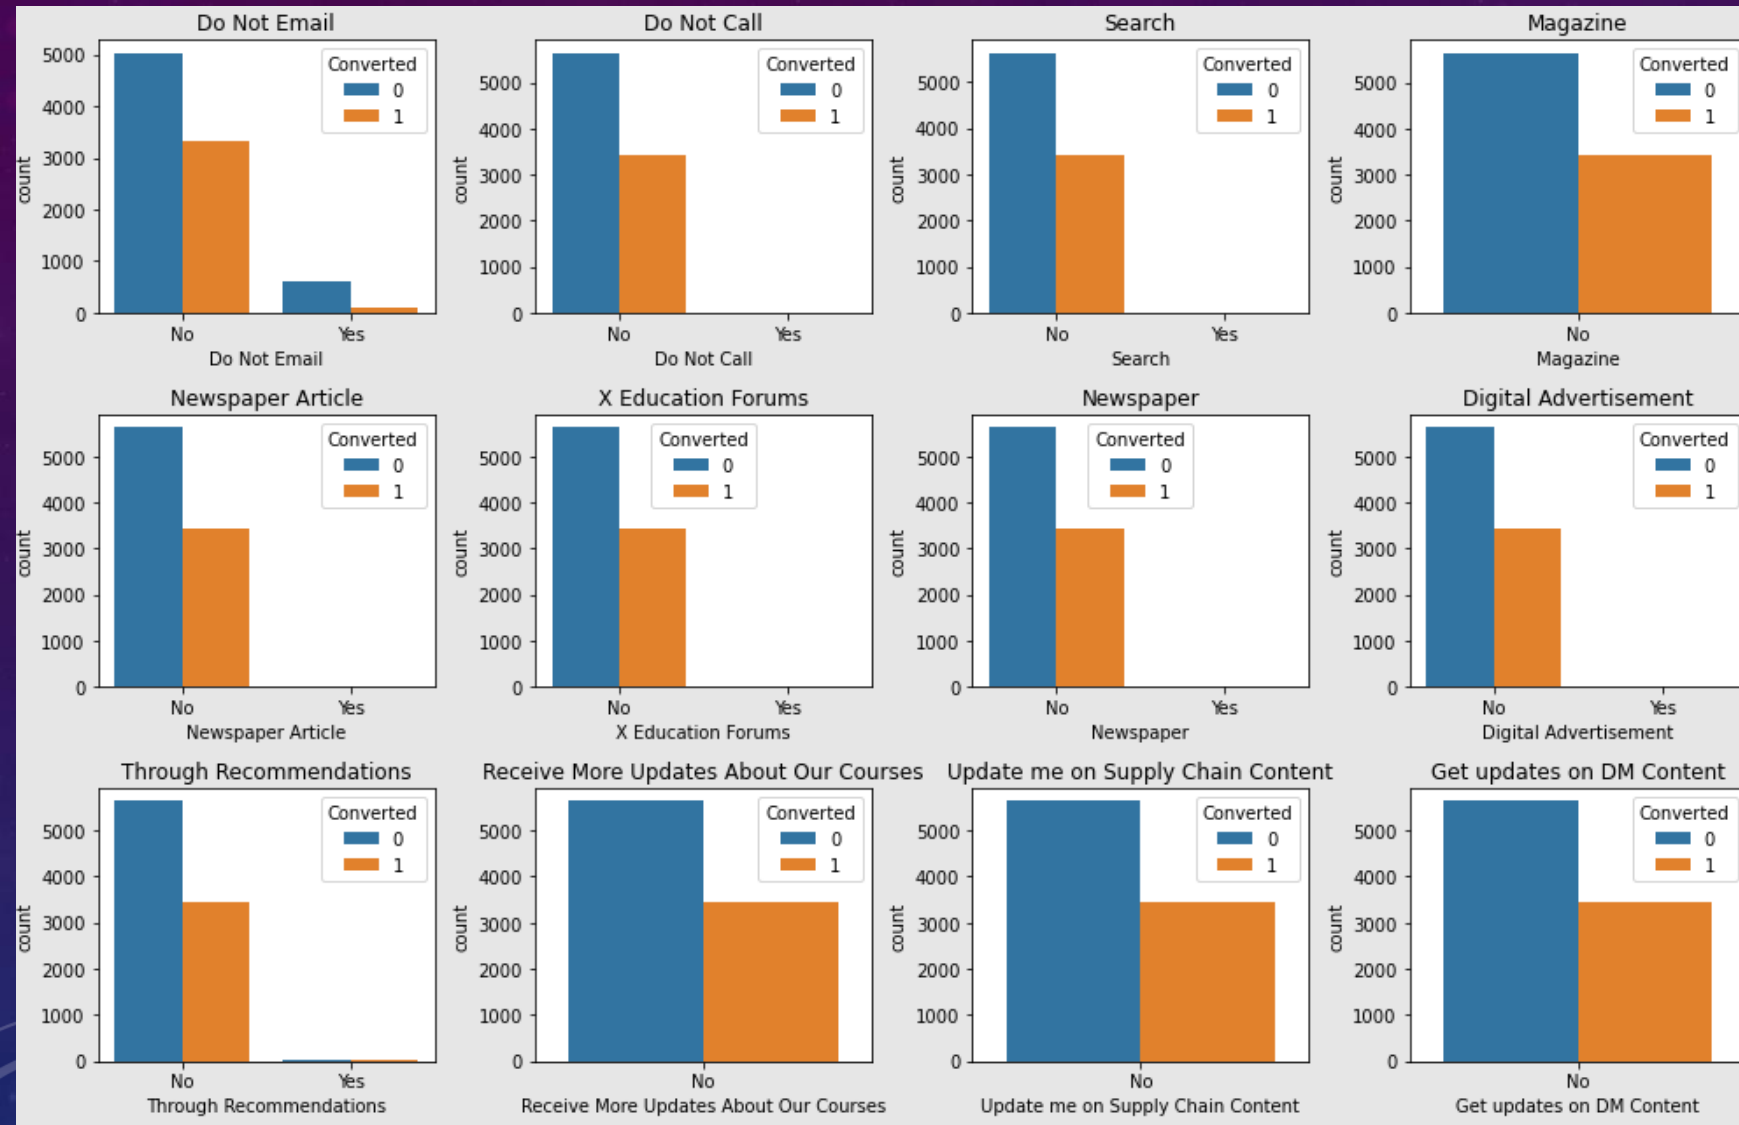 Do Not Email
Converted
0
1
5000
4000
3000
2000
1000
0
count
No Yes
Do Not Email
Do Not Call
Converted
0
1
5000
4000
3000
2000
1000
0
count
No Yes
Do Not Call
Search
Converted
0
1
5000
4000
3000
2000
1000
0
count
No Yes
Search
Magazine
Converted
0
1
5000
4000
3000
2000
1000
0
count
No
Magazine
Newspaper Article
Converted
0
1
5000
4000
3000
2000
1000
0
count
No Yes
Newspaper Article
X Education Forums
Converted
0
1
5000
4000
3000
2000
1000
0
count
No Yes
X Education Forums
Newspaper
Converted
0
1
5000
4000
3000
2000
1000
0
count
No Yes
Newspaper
Digital Advertisement
Converted
0
1
5000
4000
3000
2000
1000
0
count
No Yes
Digital Advertisement
Through Recommendations
Converted
0
1
5000
4000
3000
2000
1000
0
count
No Yes
Through Recommendations
Receive More Updates About Our Courses
Converted
0
1
5000
4000
3000
2000
1000
0
count
No
Receive More Updates About Our Courses
Update me on Supply Chain Content
Converted
0
1
5000
4000
3000
2000
1000
0
count
No
Update me on Supply Chain Content
Get updates on DM Content
Converted
0
1
5000
4000
3000
2000
1000
0
count
No
Get updates on DM Content